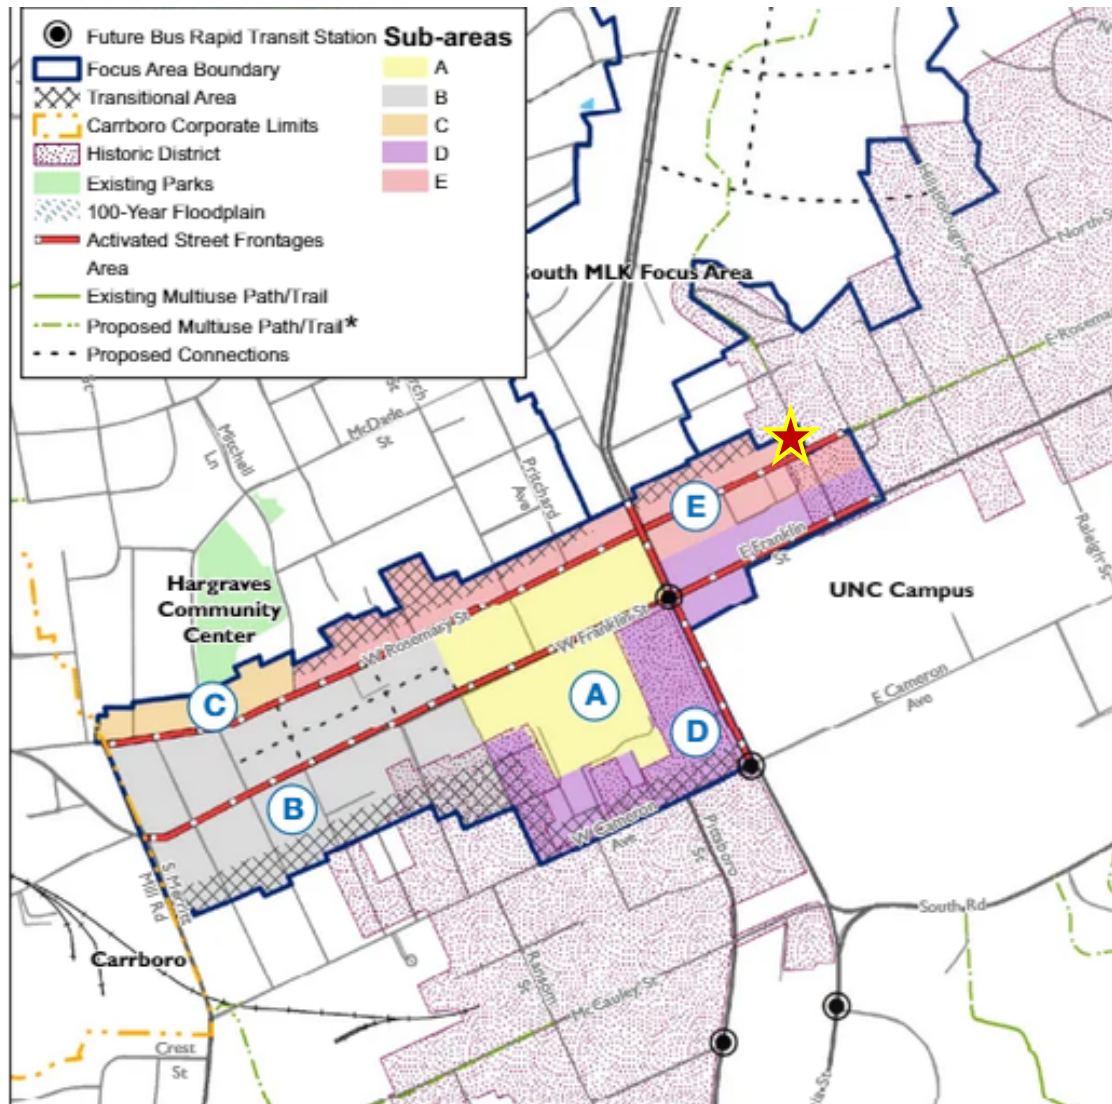 Future Bus Rapid Transit Station
Focus Area Boundary
Transitional Area
Carrboro Corporate Limits
Historic District
Existing Parks
100-Year Floodplain
Activated Street Frontages
Area
Existing Multiuse Path/Trail
Proposed Multiuse Path/Trail*
Proposed Connections
Sub-areas
A
B
C
D
E
South MLK Focus Area
Hillsborough St
North S
E Rosema
McDade
St
Mitchell
Ln
Pritchard
Ave
E
E Franklin
St
Raleigh St
Hargraves
Community
Center
UNC Campus
W Rosemary St
W Franklin St
E Cameron
Ave
C
A
D
B
W Cameron
Ave
Pittsboro
St
S Merritt
Mill Rd
South Rd
Carrboro
Ransom
St
McCauley St
Crest
St